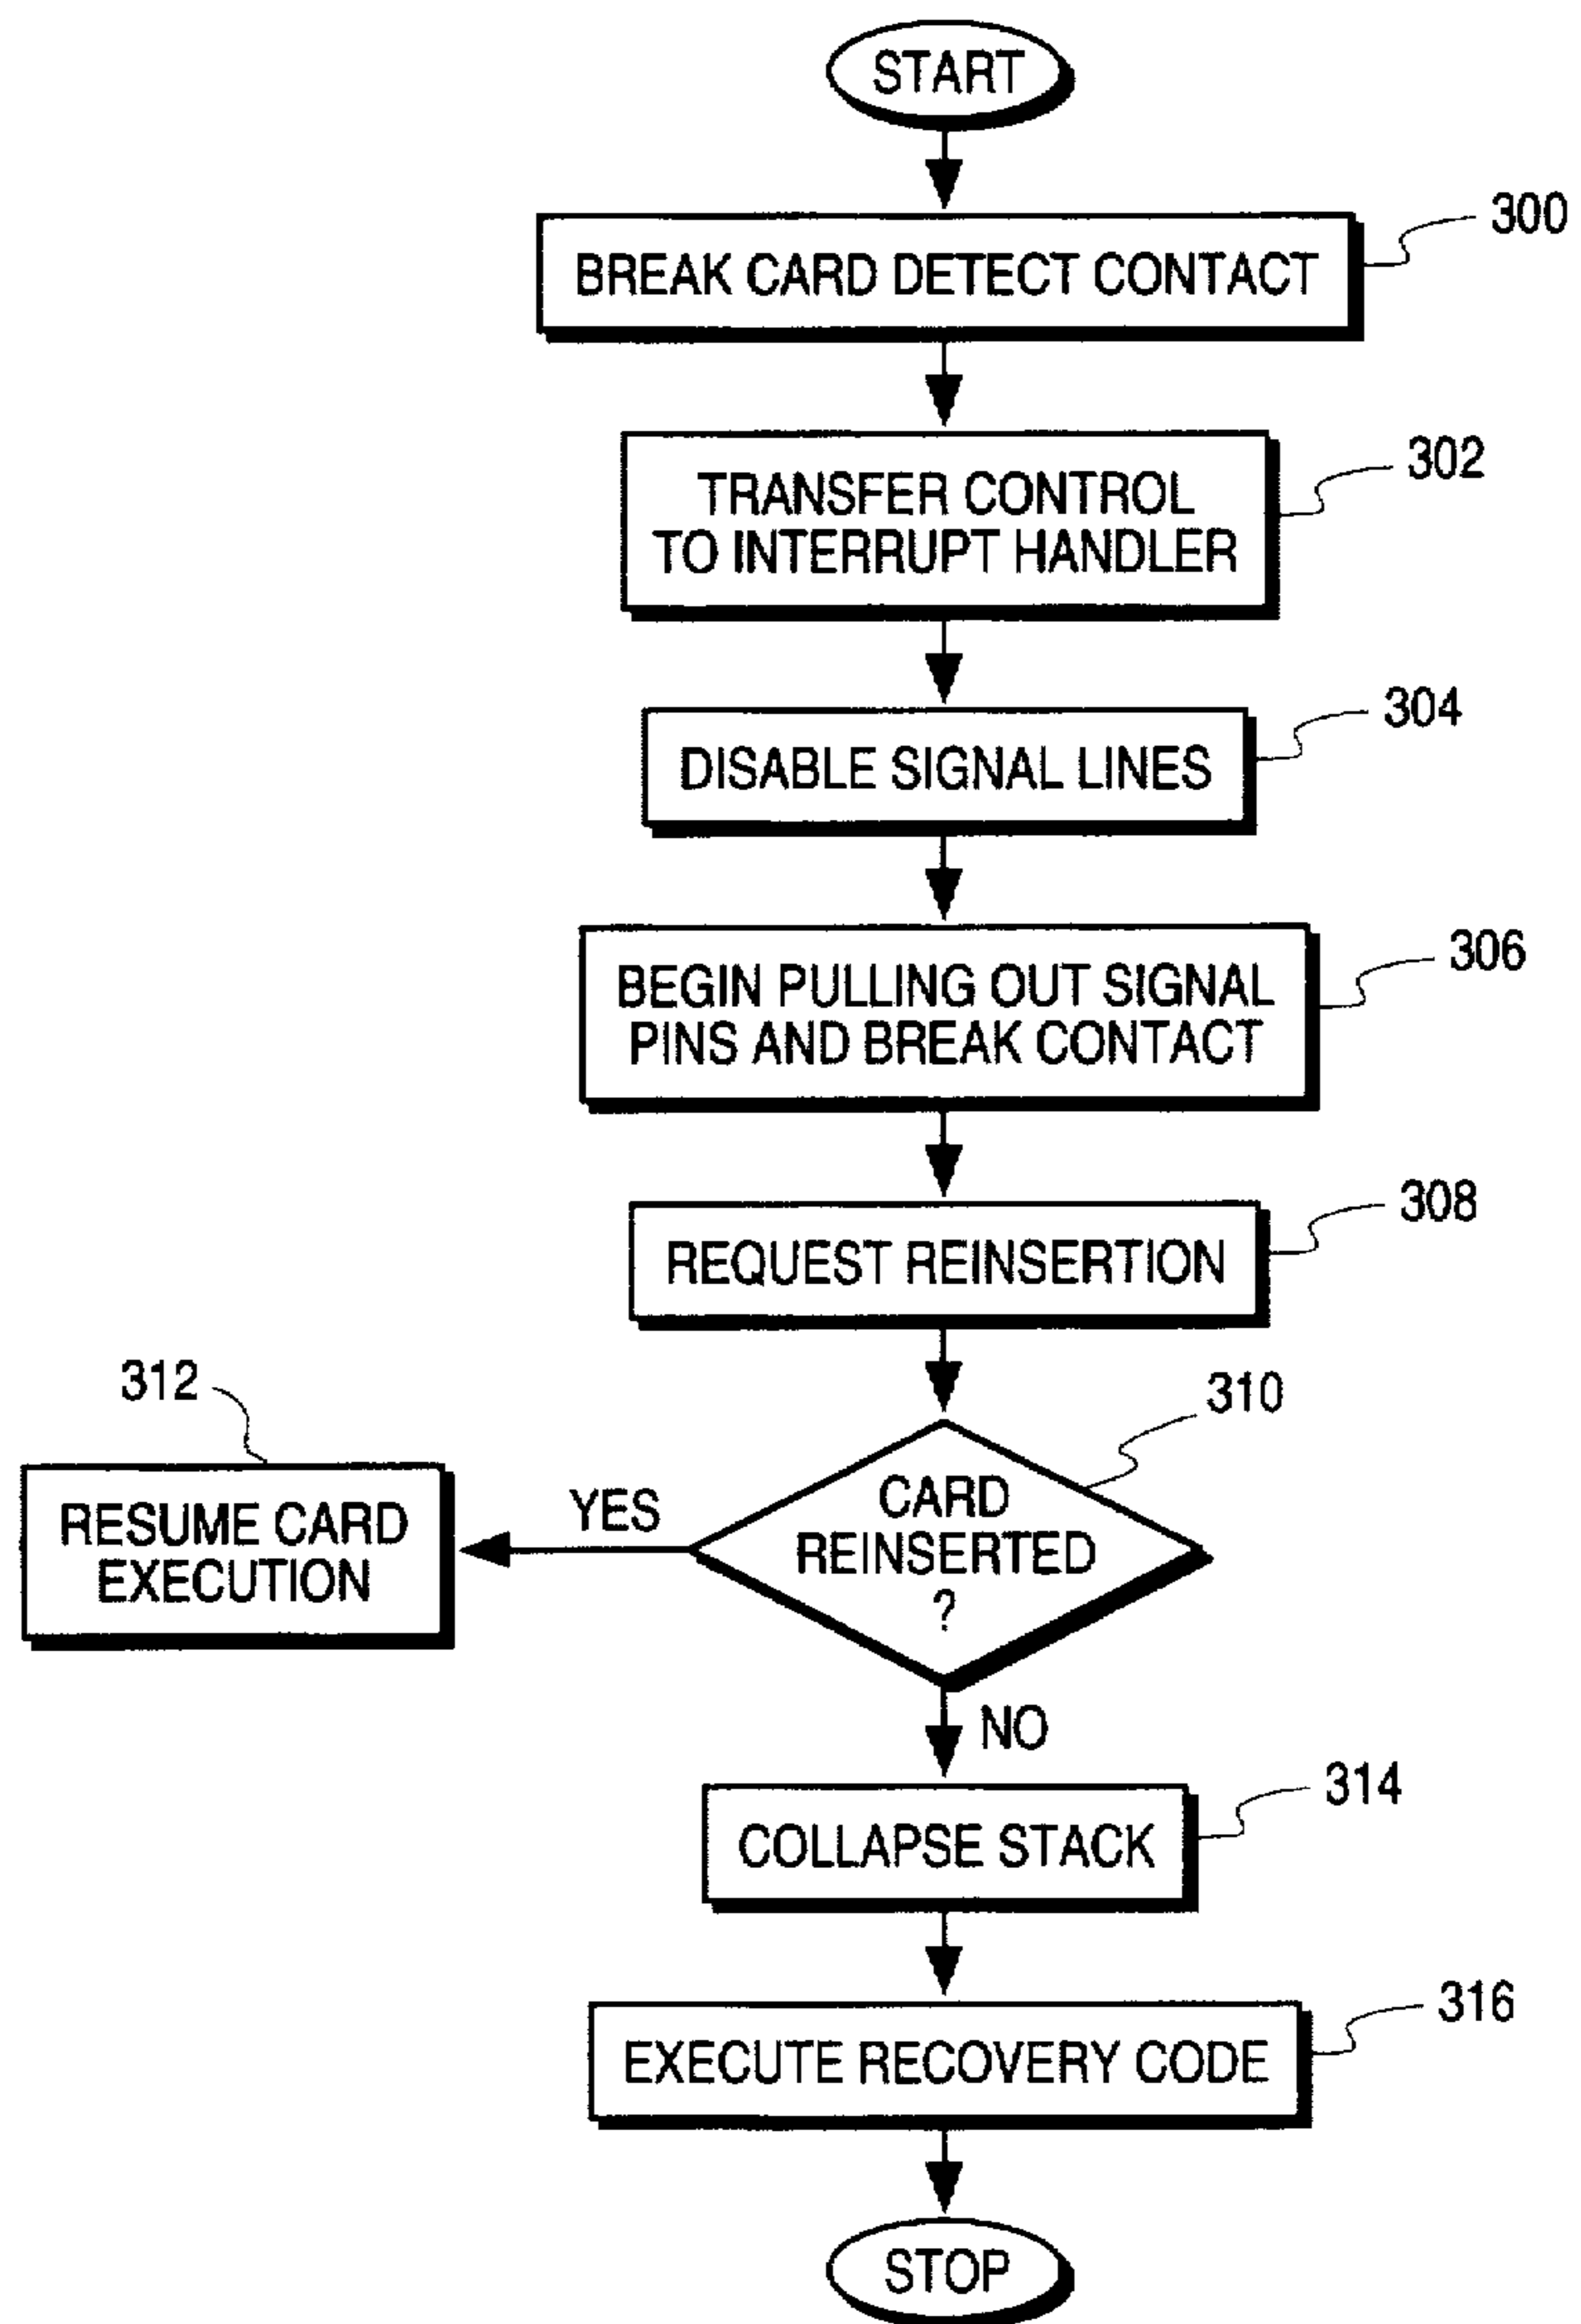 START
300
BREAK CARD DETECT CONTACT
302
TRANSFER CONTROL
TO INTERRUPT HANDLER
304
DISABLE SIGNAL LINES
306
BEGIN PULLING OUT SIGNAL
PINS AND BREAK CONTACT
308
REQUEST REINSERTION
310
CARD
REINSERTED
?
YES
312
RESUME CARD
EXECUTION
NO
314
COLLAPSE STACK
316
EXECUTE RECOVERY CODE
STOP